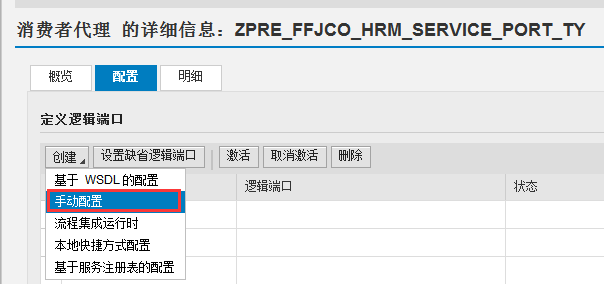 消费者代理 的详细信息：ZPRE_FFJCO_HRM_SERVICE_PORT_TY
概览 配置 明细
定义逻辑端口
创建 设置缺省逻辑端口 激活 取消激活 删除
基于 WSDL 的配置
逻辑端口 状态
手动配置
流程集成运行时
本地快捷方式配置
基于服务注册表的配置